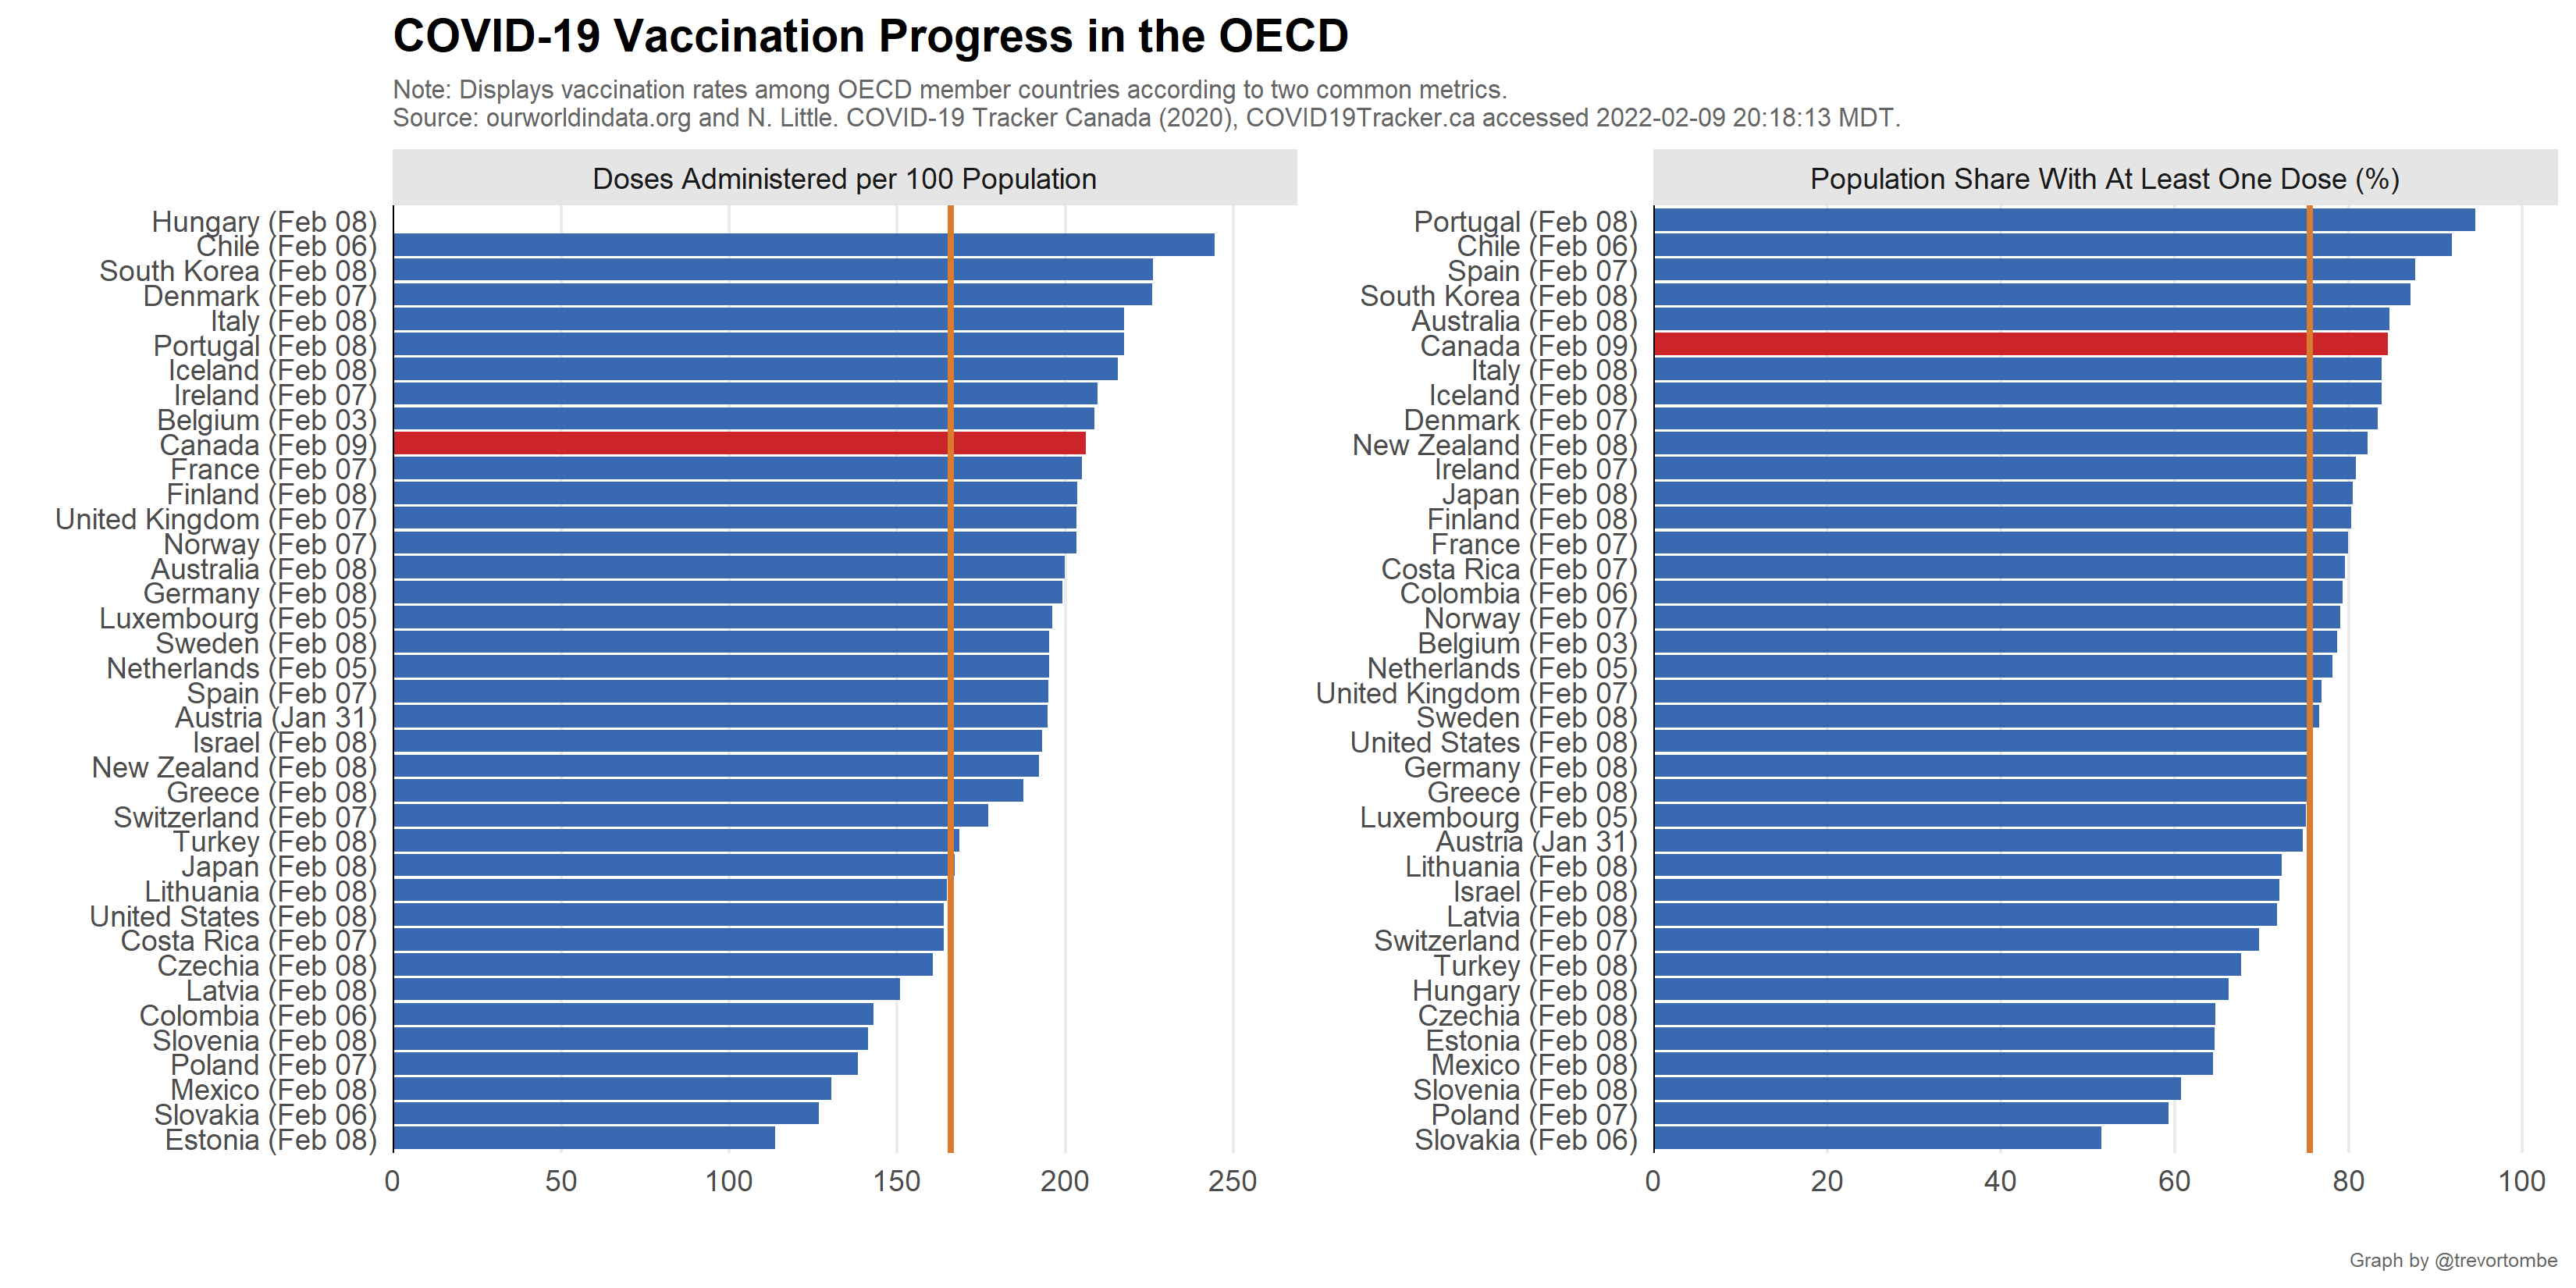 COVID-19 Vaccination Progress in the OECD
Note: Displays vaccination rates among OECD member countries according to two common metrics.
Source: ourworldindata.org and N. Little. COVID-19 Tracker Canada (2020), COVID19Tracker.ca accessed 2022-02-09 20:18:13 MDT.
Doses Administered per 100 Population
Hungary (Feb 08)
Chile (Feb 06)
South Korea (Feb 08)
Denmark (Feb 07)
Italy (Feb 08)
Portugal (Feb 08)
Iceland (Feb 08)
Ireland (Feb 07)
Belgium (Feb 03)
Canada (Feb 09)
France (Feb 07)
Finland (Feb 08)
United Kingdom (Feb 07)
Norway (Feb 07)
Australia (Feb 08)
Germany (Feb 08)
Luxembourg (Feb 05)
Sweden (Feb 08)
Netherlands (Feb 05)
Spain (Feb 07)
Austria (Jan 31)
Israel (Feb 08)
New Zealand (Feb 08)
Greece (Feb 08)
Switzerland (Feb 07)
Turkey (Feb 08)
Japan (Feb 08)
Lithuania (Feb 08)
United States (Feb 08)
Costa Rica (Feb 07)
Czechia (Feb 08)
Latvia (Feb 08)
Colombia (Feb 06)
Slovenia (Feb 08)
Poland (Feb 07)
Mexico (Feb 08)
Slovakia (Feb 06)
Estonia (Feb 08)
0 50 100 150 200 250
Population Share With At Least One Dose (%)
Portugal (Feb 08)
Chile (Feb 06)
Spain (Feb 07)
South Korea (Feb 08)
Australia (Feb 08)
Canada (Feb 09)
Italy (Feb 08)
Iceland (Feb 08)
Denmark (Feb 07)
New Zealand (Feb 08)
Ireland (Feb 07)
Japan (Feb 08)
Finland (Feb 08)
France (Feb 07)
Costa Rica (Feb 07)
Colombia (Feb 06)
Norway (Feb 07)
Belgium (Feb 03)
Netherlands (Feb 05)
United Kingdom (Feb 07)
Sweden (Feb 08)
United States (Feb 08)
Germany (Feb 08)
Greece (Feb 08)
Luxembourg (Feb 05)
Austria (Jan 31)
Lithuania (Feb 08)
Israel (Feb 08)
Latvia (Feb 08)
Switzerland (Feb 07)
Turkey (Feb 08)
Hungary (Feb 08)
Czechia (Feb 08)
Estonia (Feb 08)
Mexico (Feb 08)
Slovenia (Feb 08)
Poland (Feb 07)
Slovakia (Feb 06)
0 20 40 60 80 100
Graph by @trevortombe